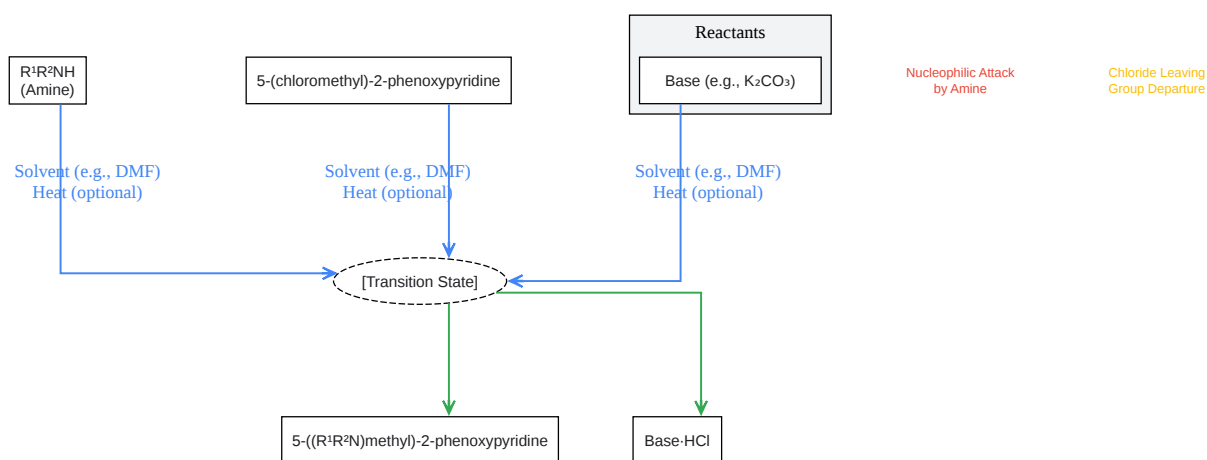 Reactants
R¹R²NH
(Amine)
5-(chloromethyl)-2-phenoxypyridine
Base (e.g., K₂CO₃)
Nucleophilic Attack
by Amine
Chloride Leaving
Group Departure
Solvent (e.g., DMF)
Heat (optional)
Solvent (e.g., DMF)
Heat (optional)
Solvent (e.g., DMF)
Heat (optional)
[Transition State]
5-((R¹R²N)methyl)-2-phenoxypyridine
Base·HCl